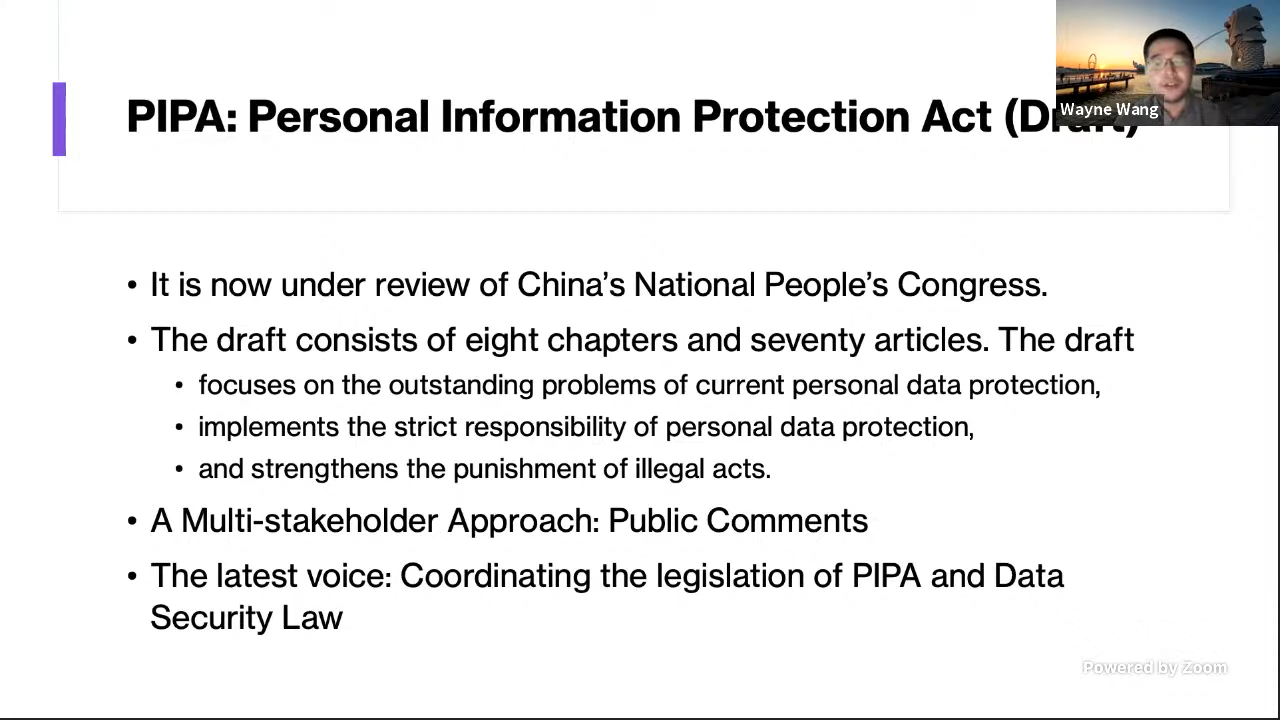 PIPA: Personal Information Protection Act (Draft)
Wayne Wang
• It is now under review of China’s National People’s Congress.
• The draft consists of eight chapters and seventy articles. The draft
• focuses on the outstanding problems of current personal data protection,
• implements the strict responsibility of personal data protection,
• and strengthens the punishment of illegal acts.
• A Multi-stakeholder Approach: Public Comments
• The latest voice: Coordinating the legislation of PIPA and Data
Security Law
Powered by Zoom